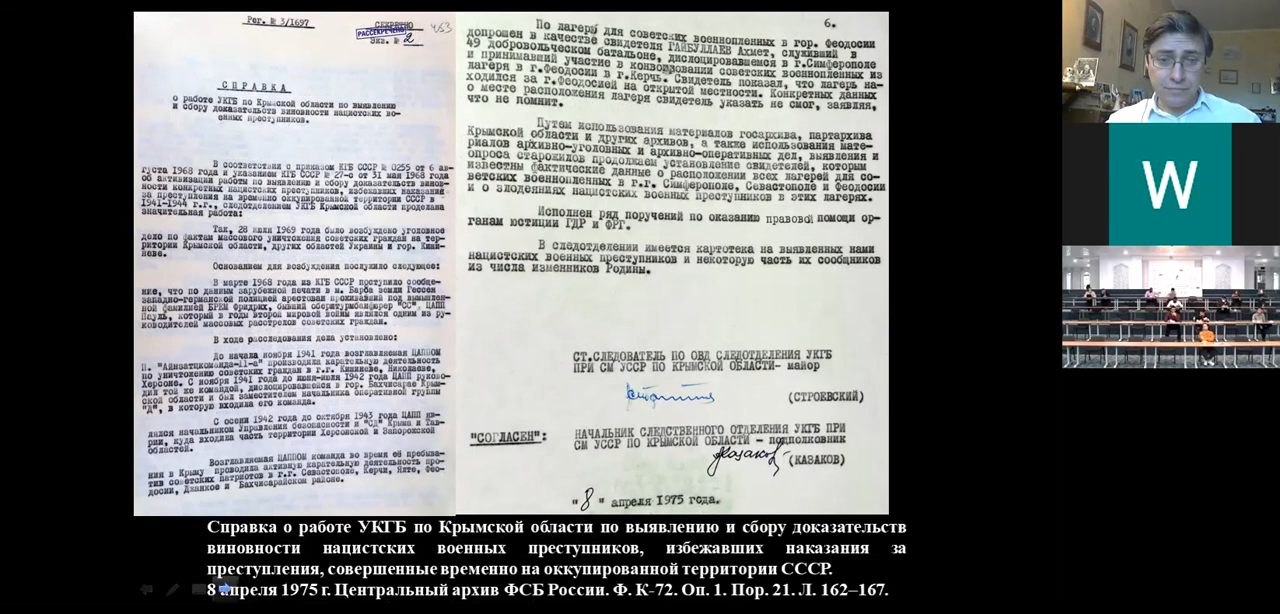 Рег. № 3/1697
СЕКРЕТНО
РАССЕКРЕЧЕНО
Экз. № 2
453
СПРАВКА
о работе УКГБ по Крымской области по выявлению
и сбору доказательств виновности нацистских во-
енных преступников.
В соответствии с приказом КГБ СССР № 0255 от 6 ав-
густа 1968 года и указанием КГБ СССР № 27-с от 31 мая 1968 года
об активизации работы по выявлению и сбору доказательств винов-
ности конкретных нацистских преступников, избежавших наказания
за преступления на временно оккупированной территории СССР в
1941-1944 г.г., следотделением УКГБ Крымской области проделана
значительная работа:
Так, 28 июля 1969 года было возбуждено уголовное
дело по фактам массового уничтожения советских граждан на тер-
ритории Крымской области, других областей Украины и гор. Киши-
неве.
Основанием для возбуждения послужило следующее:
В марте 1968 года из КГБ СССР поступило сообще-
ние, что по данным зарубежной печати в м. Барба земли Гессен
западно-германской полицией арестован проживавший под вымышлен-
ной фамилией БРЕМ Фридрих, бывший оберштурмбанфюрер "СС", ЦАПП
Пауль, который в годы второй мировой войны являлся одним из ру-
ководителей массовых расстрелов советских граждан.
В ходе расследования дела установлено:
До начала ноября 1941 года возглавляемая ЦАППОМ
П. "Айнзатцкоманда-II-а" производила карательную деятельность
по уничтожению советских граждан в г.г. Кишиневе, Николаеве,
Херсоне. С ноября 1941 года до июня-июля 1942 года ЦАПП руково-
дил той же командой, дислоцировавшейся в гор. Бахчисарае Крым-
ской области и был заместителем начальника оперативной группы
"Д", в которую входила его команда.
С осени 1942 года до октября 1943 года ЦАПП яв-
лялся начальником Управления безопасности и "СД" Крыма и Тав-
рии, куда входила часть территории Херсонской и Запорожской
областей.
Возглавляемая ЦАППОМ команда во время её пребыва-
ния в Крыму проводила активную карательную деятельность про-
тив советских патриотов в г.г. Севастополе, Керчи, Ялте, Фео-
досии, Джанкое и Бахчисарайском районе.
6.
По лагерю для советских военнопленных в гор. Феодосии
допрошен в качестве свидетеля ГАЙБУЛЛАЕВ Ахмет, служивший в
49 добровольческом батальоне, дислоцировавшемся в г.Симферополе
и принимавший участие в конвоировании советских военнопленных из
лагеря в г.Феодосии в г.Керчь. Свидетель показал, что лагерь на-
ходился за г.Феодосией на открытой местности. Конкретных данных
о месте расположения лагеря свидетель указать не смог, заявляя,
что не помнит.
Путем использования материалов госархива, партархива
Крымской области и других архивов, а также использования мате-
риалов архивно-уголовных и архивно-оперативных дел, выявления и
опроса старожилов продолжаем установление свидетелей, которым
известны фактические данные о расположении всех лагерей для со-
ветских военнопленных в г.г. Симферополе, Севастополе и Феодосии
и о злодеяниях нацистских военных преступников в этих лагерях.
Исполнен ряд поручений по оказанию правовой помощи ор-
ганам юстиции ГДР и ФРГ.
В следотделении имеется картотека на выявленных нами
нацистских военных преступников и некоторую часть их сообщников
из числа изменников Родины.
СТ.СЛЕДОВАТЕЛЬ ПО ОВД СЛЕДОТДЕЛЕНИЯ УКГБ
ПРИ СМ УССР ПО КРЫМСКОЙ ОБЛАСТИ- майор
(СТРОЕВСКИЙ)
"СОГЛАСЕН":
НАЧАЛЬНИК СЛЕДСТВЕННОГО ОТДЕЛЕНИЯ УКГБ ПРИ
СМ УССР ПО КРЫМСКОЙ ОБЛАСТИ – подполковник
(КАЗАКОВ)
"8" апреля 1975 года.
W
Справка о работе УКГБ по Крымской области по выявлению и сбору доказательств
виновности нацистских военных преступников, избежавших наказания за
преступления, совершенные временно на оккупированной территории СССР.
8 апреля 1975 г. Центральный архив ФСБ России. Ф. К-72. Оп. 1. Пор. 21. Л. 162–167.